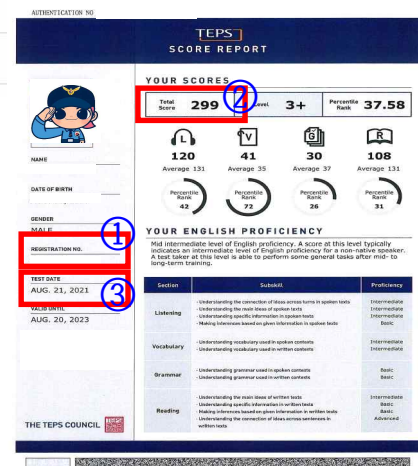 AUTHENTICATION NO
TEPS
SCORE REPORT
YOUR SCORES
Total Score 299
② Level 3+
Percentile Rank 37.58
L V G R
120 41 30 108
Average 131 Average 35 Average 37 Average 131
Percentile Rank 42
Percentile Rank 72
Percentile Rank 26
Percentile Rank 31
NAME
DATE OF BIRTH
GENDER
MALE
①
REGISTRATION NO.
TEST DATE
AUG. 21, 2021
③
VALID UNTIL
AUG. 20, 2023
THE TEPS COUNCIL
TEPS
YOUR ENGLISH PROFICIENCY
Mid intermediate level of English proficiency. A score at this level typically
indicates an intermediate level of English proficiency for a non-native speaker.
A test taker at this level is able to perform some general tasks after mid- to
long-term training.
Section Subskill Proficiency
Listening
- Understanding the connection of ideas across turns in spoken texts Intermediate
- Understanding the main ideas of spoken texts Intermediate
- Understanding specific information in spoken texts Intermediate
- Making inferences based on given information in spoken texts Basic
Vocabulary
- Understanding vocabulary used in spoken contexts Intermediate
- Understanding vocabulary used in written contexts Intermediate
Grammar
- Understanding grammar used in spoken contexts Basic
- Understanding grammar used in written contexts Basic
Reading
- Understanding the main ideas of written texts Intermediate
- Understanding specific information in written texts Basic
- Making inferences based on given information in written texts Basic
- Understanding the connection of ideas across sentences in Advanced
written texts